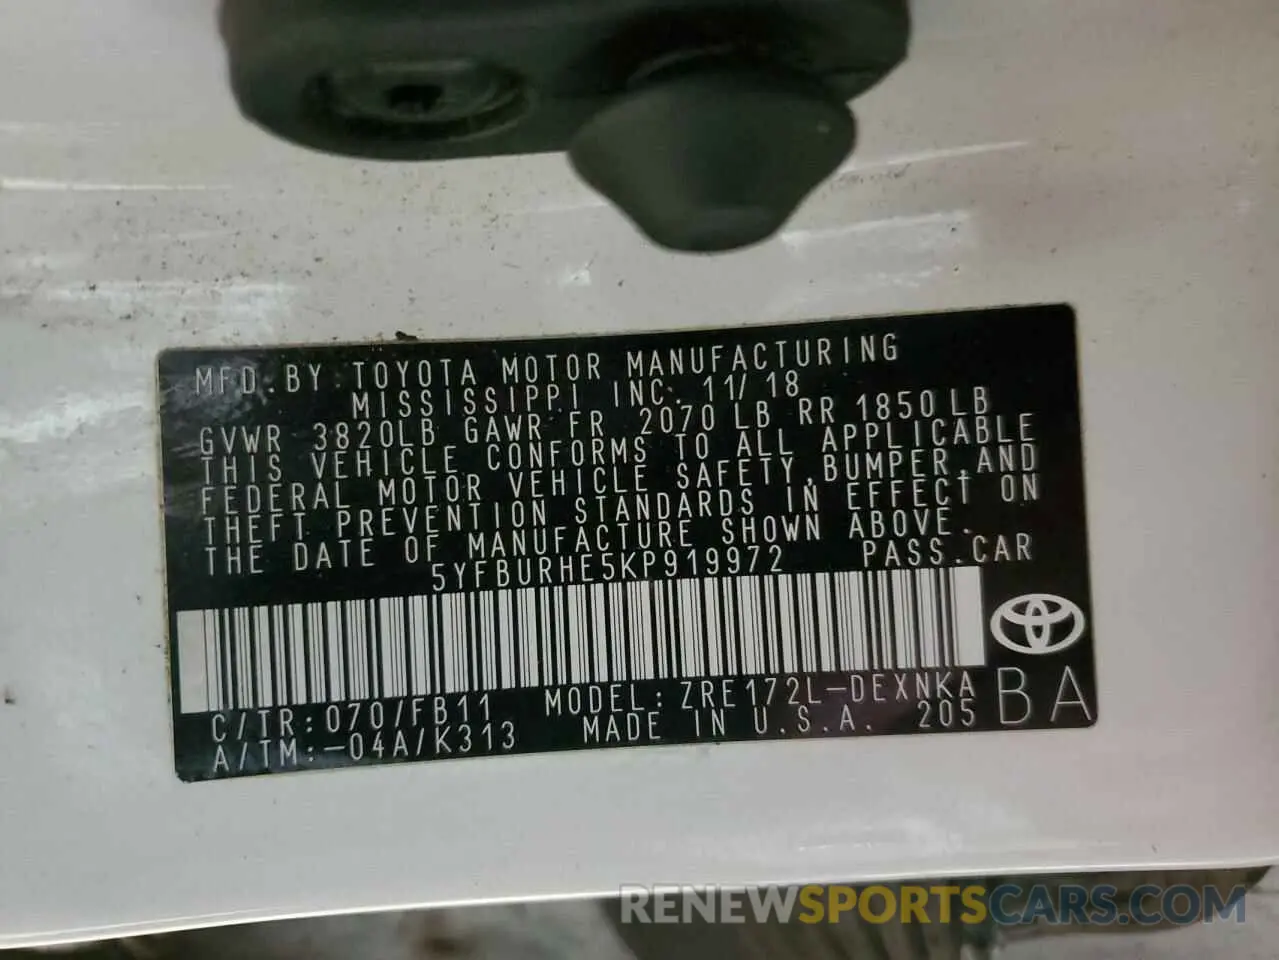 MFD.BY:TOYOTA MOTOR MANUFACTURING
MISSISSIPPI INC. 11/18
GVWR 3820LB GAWR FR 2070 LB RR 1850LB
THIS VEHICLE CONFORMS TO ALL APPLICABLE
FEDERAL MOTOR VEHICLE SAFETY,BUMPER,AND
THEFT PREVENTION STANDARDS IN EFFECT ON
THE DATE OF MANUFACTURE SHOWN ABOVE.
5YFBURHE5KP919972 PASS.CAR
C/TR:070/FB11 MODEL:ZRE172L-DEXNKA
A/TM:-04A/K313 MADE IN U.S.A. 205
BA
RENEWSPORTSCARS.COM